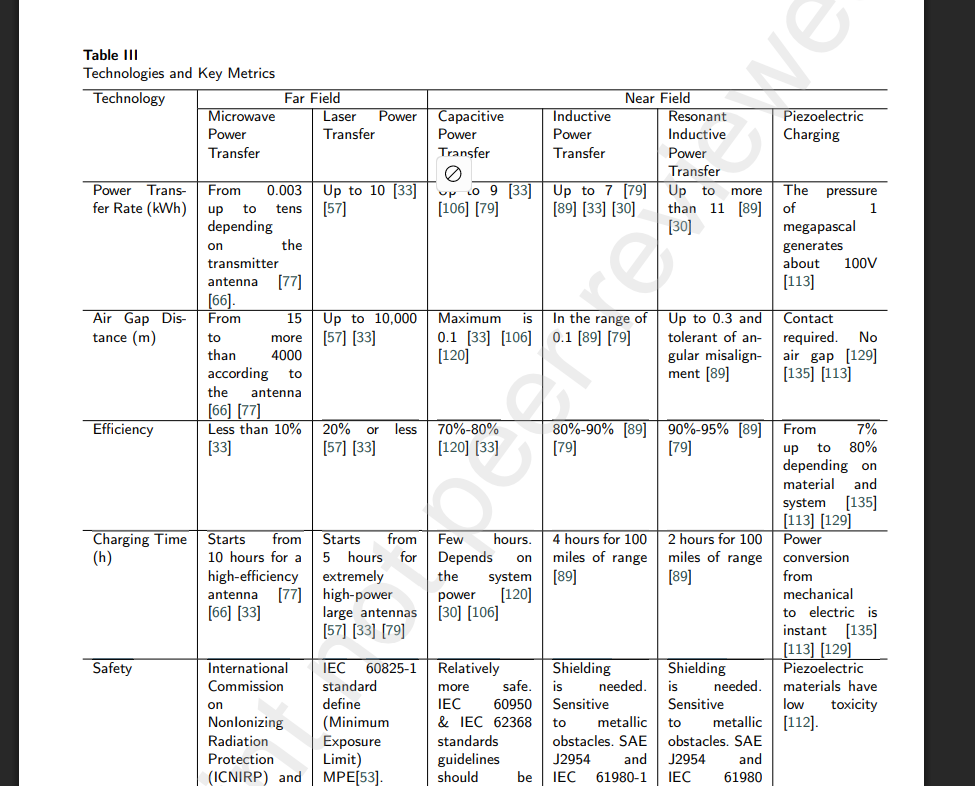 Table III
Technologies and Key Metrics
Technology
Far Field
Near Field
Microwave
Power
Transfer
Laser Power
Transfer
Capacitive
Power
Transfer
Inductive
Power
Transfer
Resonant
Inductive
Power
Transfer
Piezoelectric
Charging
Power Trans-
fer Rate (kWh)
From 0.003
up to tens
depending
on the
transmitter
antenna [77]
[66].
Up to 10 [33]
[57]
Up to 9 [33]
[106] [79]
Up to 7 [79]
[89] [33] [30]
Up to more
than 11 [89]
[30]
The pressure
of 1
megapascal
generates
about 100V
[113]
Air Gap Dis-
tance (m)
From 15
to more
than 4000
according to
the antenna
[66] [77]
Up to 10,000
[57] [33]
Maximum is
0.1 [33] [106]
[120]
In the range of
0.1 [89] [79]
Up to 0.3 and
tolerant of an-
gular misalign-
ment [89]
Contact
required. No
air gap [129]
[135] [113]
Efficiency
Less than 10%
[33]
20% or less
[57] [33]
70%-80%
[120] [33]
80%-90% [89]
[79]
90%-95% [89]
[79]
From 7%
up to 80%
depending on
material and
system [135]
[113] [129]
Charging Time
(h)
Starts from
10 hours for a
high-efficiency
antenna [77]
[66] [33]
Starts from
5 hours for
extremely
high-power
large antennas
[57] [33] [79]
Few hours.
Depends on
the system
power [120]
[30] [106]
4 hours for 100
miles of range
[89]
2 hours for 100
miles of range
[89]
Power
conversion
from
mechanical
to electric is
instant [135]
[113] [129]
Safety
International
Commission
on
NonIonizing
Radiation
Protection
(ICNIRP) and
IEC 60825-1
standard
define
(Minimum
Exposure
Limit)
MPE[53].
Relatively
more safe.
IEC 60950
& IEC 62368
standards
guidelines
should be
Shielding
is needed.
Sensitive
to metallic
obstacles. SAE
J2954 and
IEC 61980-1
Shielding
is needed.
Sensitive
to metallic
obstacles. SAE
J2954 and
IEC 61980
Piezoelectric
materials have
low toxicity
[112].
int not peer reviewe